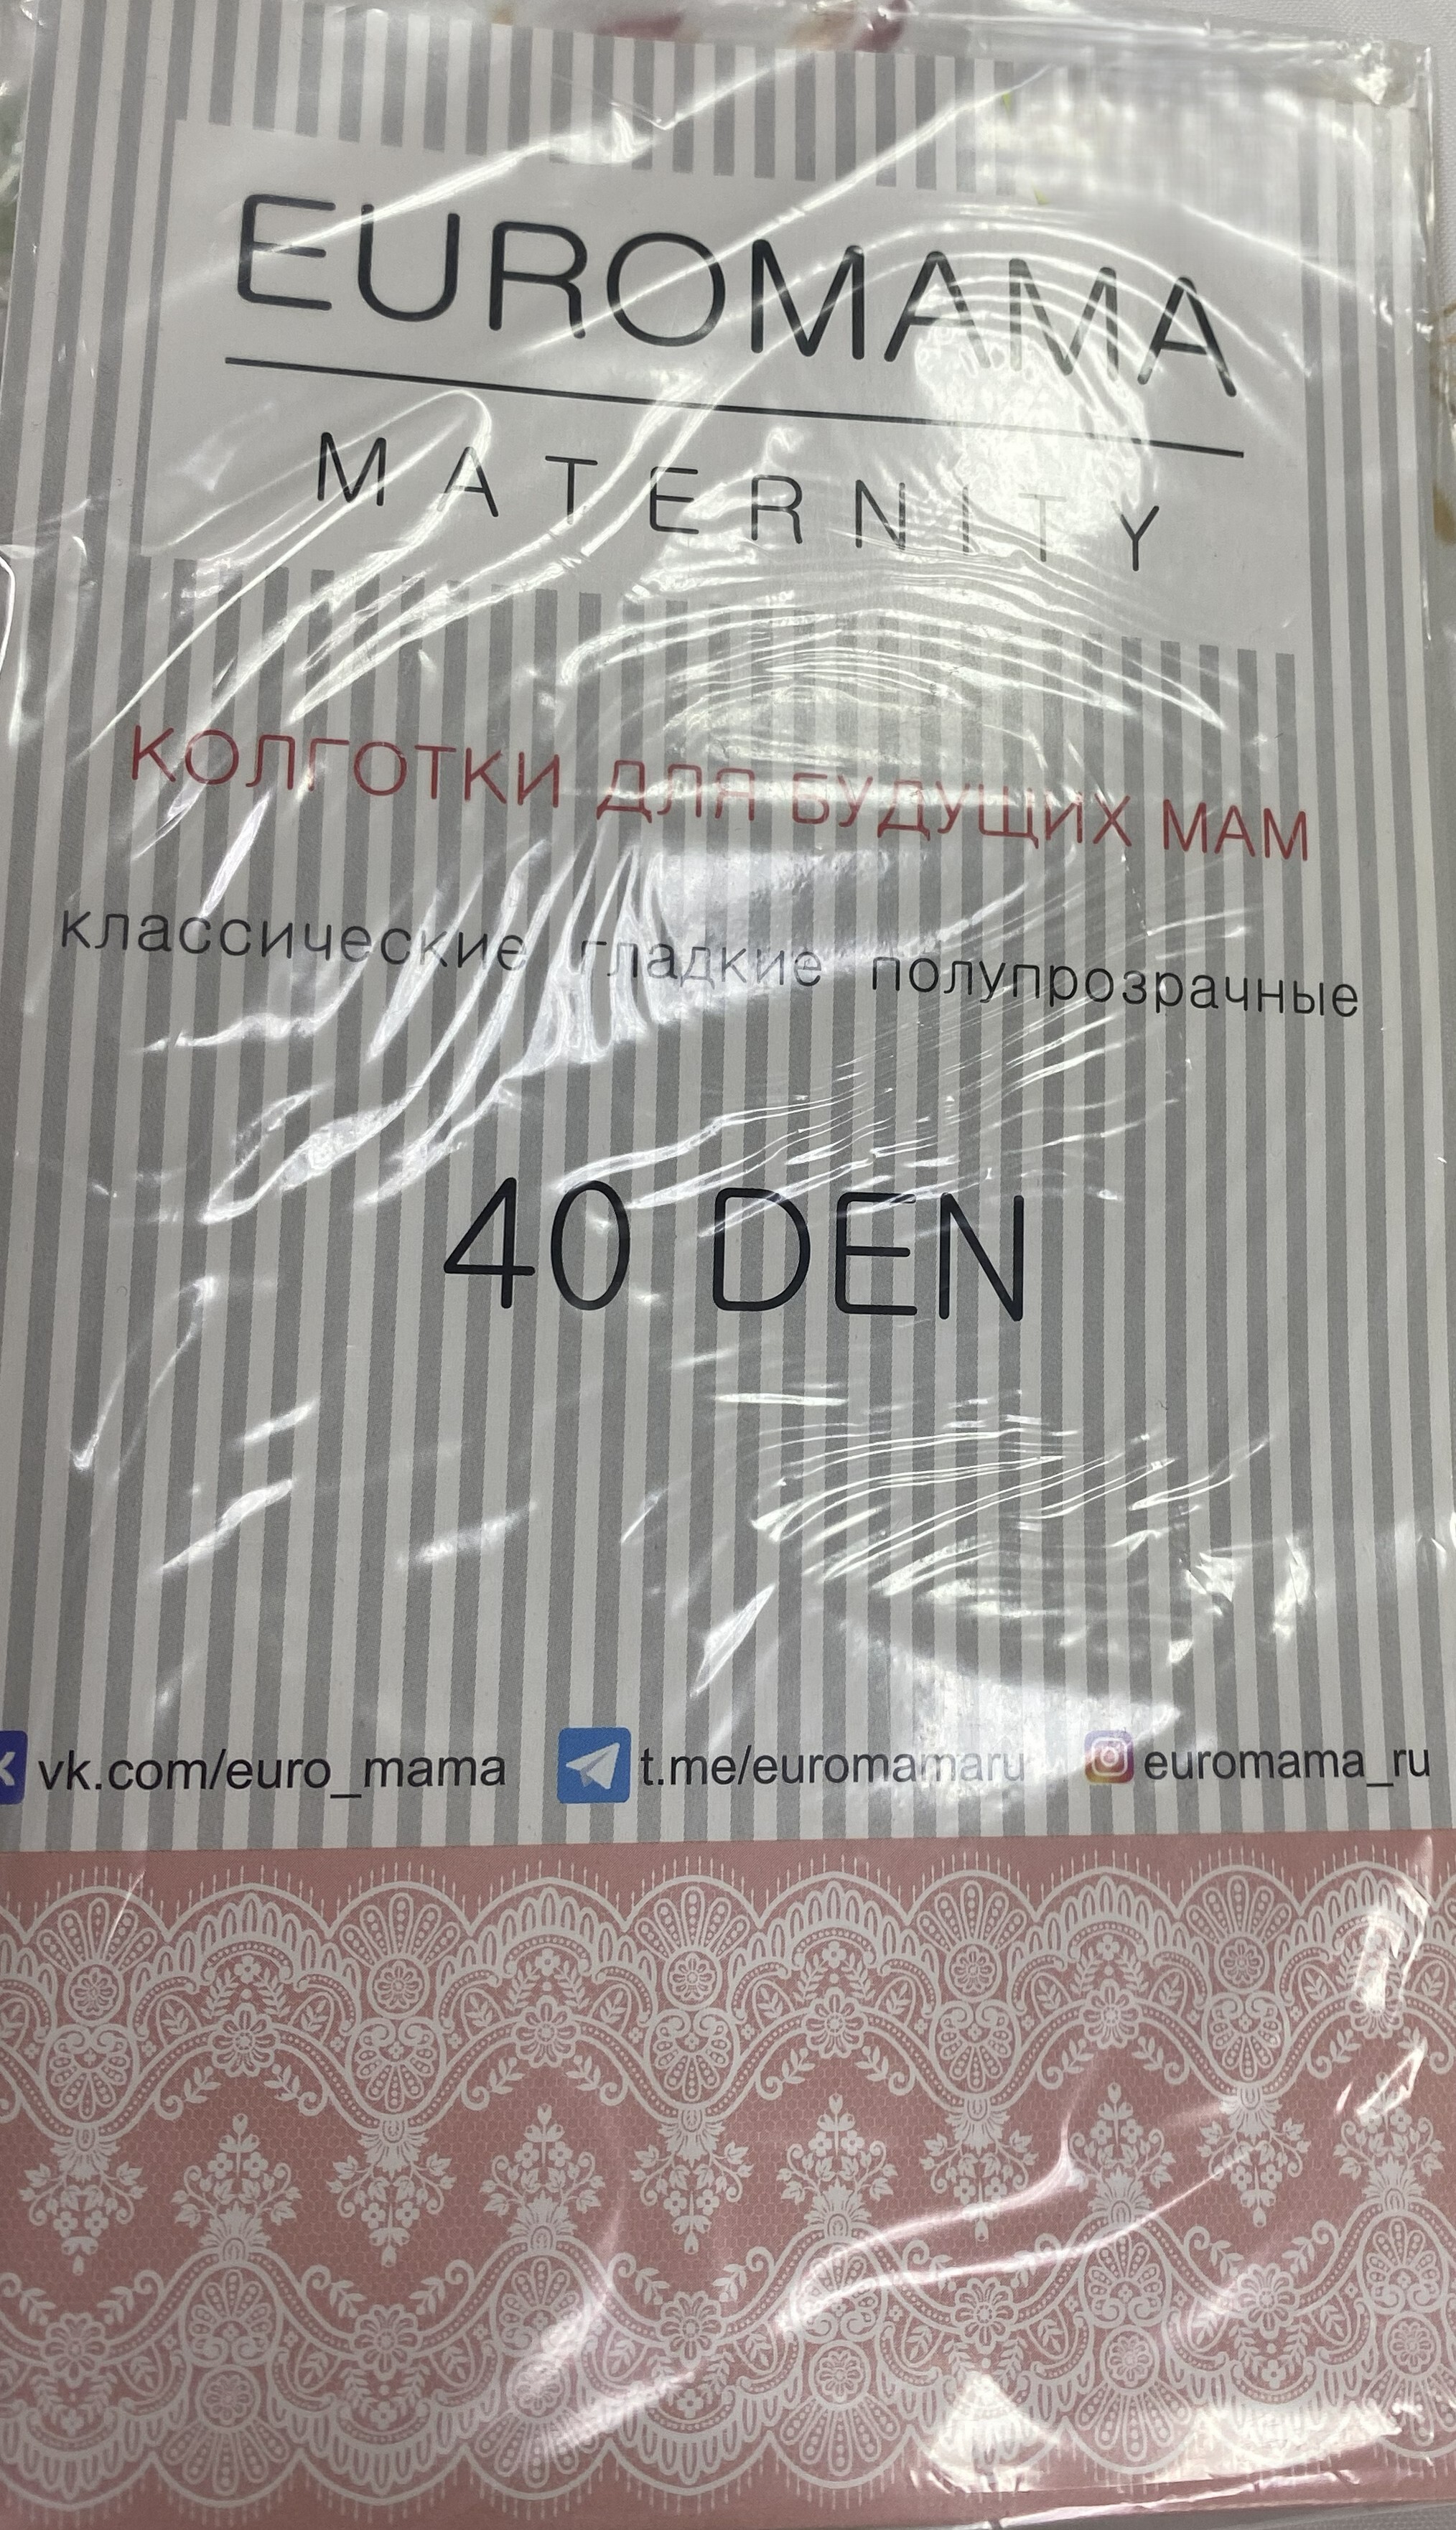 EUROMAMA
MATERNITY
КОЛГОТКИ ДЛЯ БУДУЩИХ МАМ
классические гладкие полупрозрачные
40 DEN
vk.com/euro_mama t.me/euromamaru euromama_ru